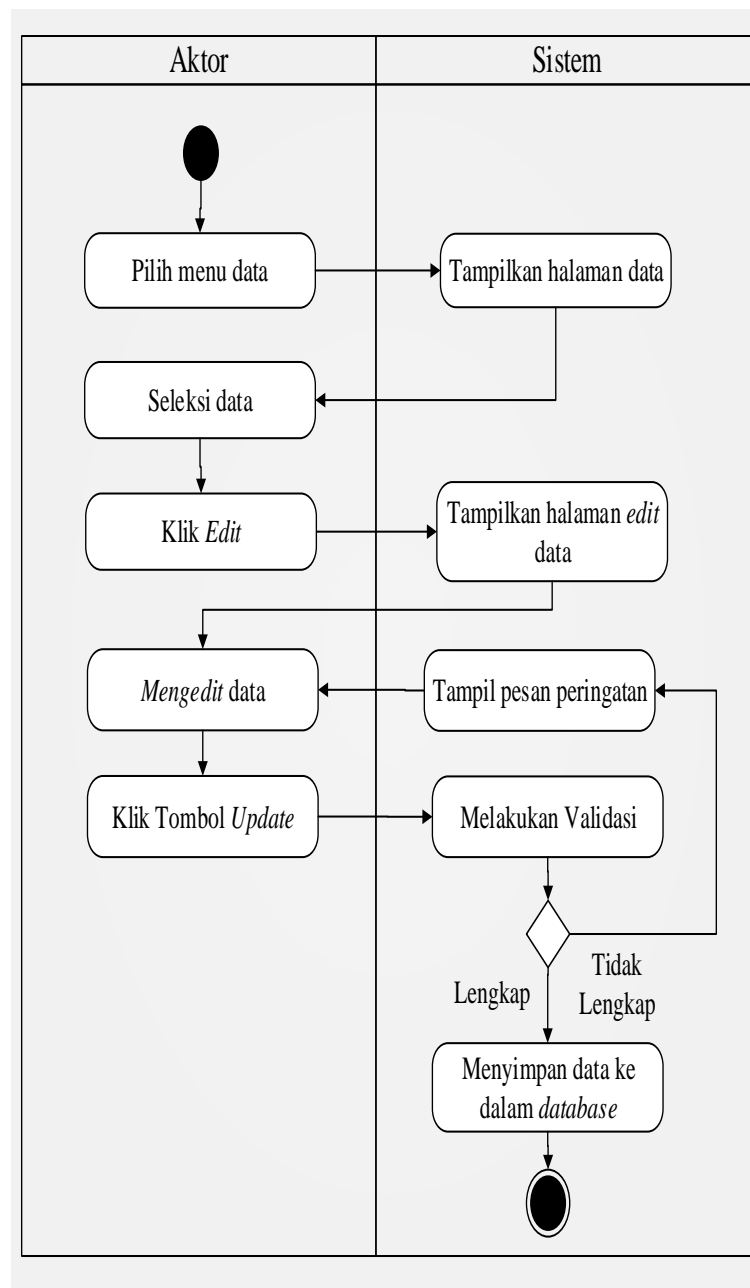 Aktor
Sistem
Pilih menu data
Tampilkan halaman data
Seleksi data
Klik Edit
Tampilkan halaman edit
data
Mengedit data
Tampil pesan peringatan
Klik Tombol Update
Melakukan Validasi
Lengkap
Tidak
Lengkap
Menyimpan data ke
dalam database